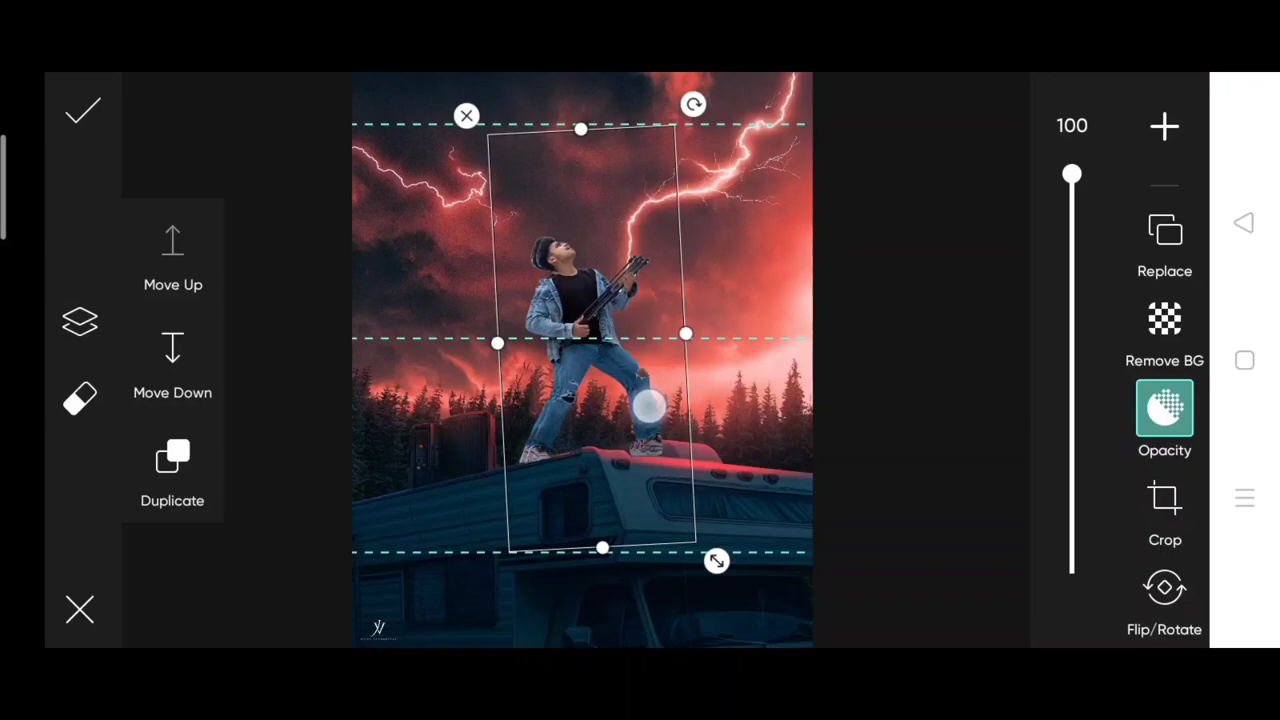 100
Move Up
Replace
Move Down
Remove BG
Opacity
Duplicate
Crop
Flip/Rotate